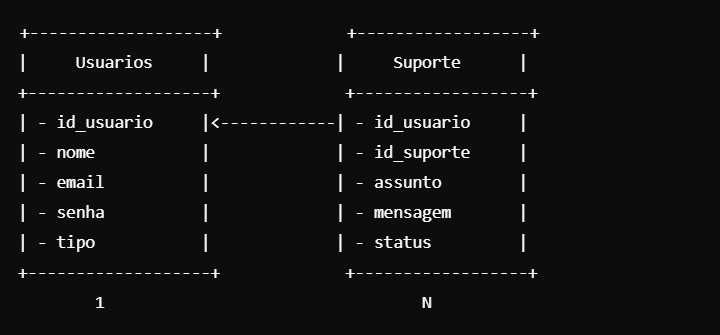 +-------------------+ +------------------+
| Usuarios | | Suporte |
+-------------------+ +------------------+
| - id_usuario |<------------| - id_usuario |
| - nome | | - id_suporte |
| - email | | - assunto |
| - senha | | - mensagem |
| - tipo | | - status |
+-------------------+ +------------------+
1 N